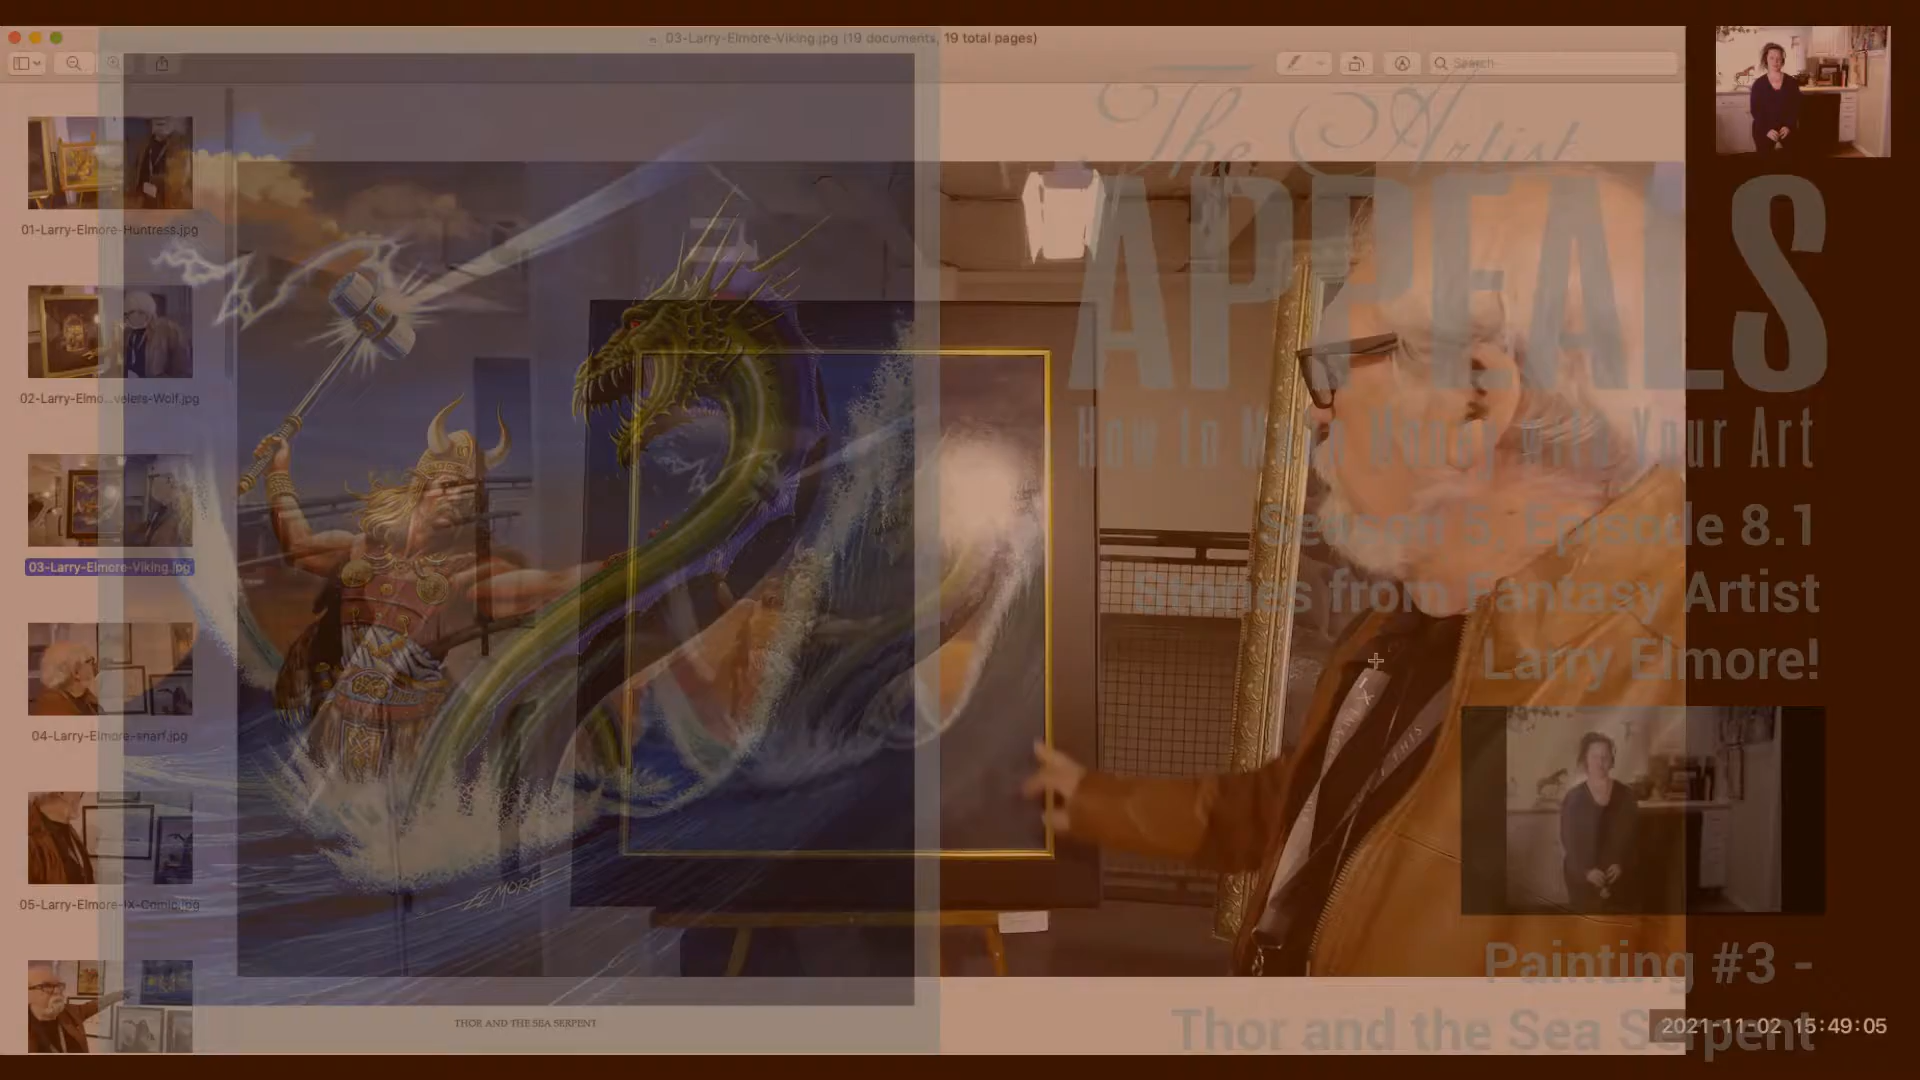 03-Larry-Elmore-Viking.jpg (19 documents, 19 total pages)
Search
01-Larry-Elmore-Huntress.jpg
02-Larry-Elmo...velers-Wolf.jpg
03-Larry-Elmore-Viking.jpg
04-Larry-Elmore-snarf.jpg
05-Larry-Elmore-IX-Comic.jpg
The Artist
APPEALS
How to Make Money with Your Art
Season 5, Episode 8.1
Stories from Fantasy Artist
Larry Elmore!
Painting #3 -
Thor and the Sea Serpent
ELMORE
THOR AND THE SEA SERPENT
2021-11-02 15:49:05